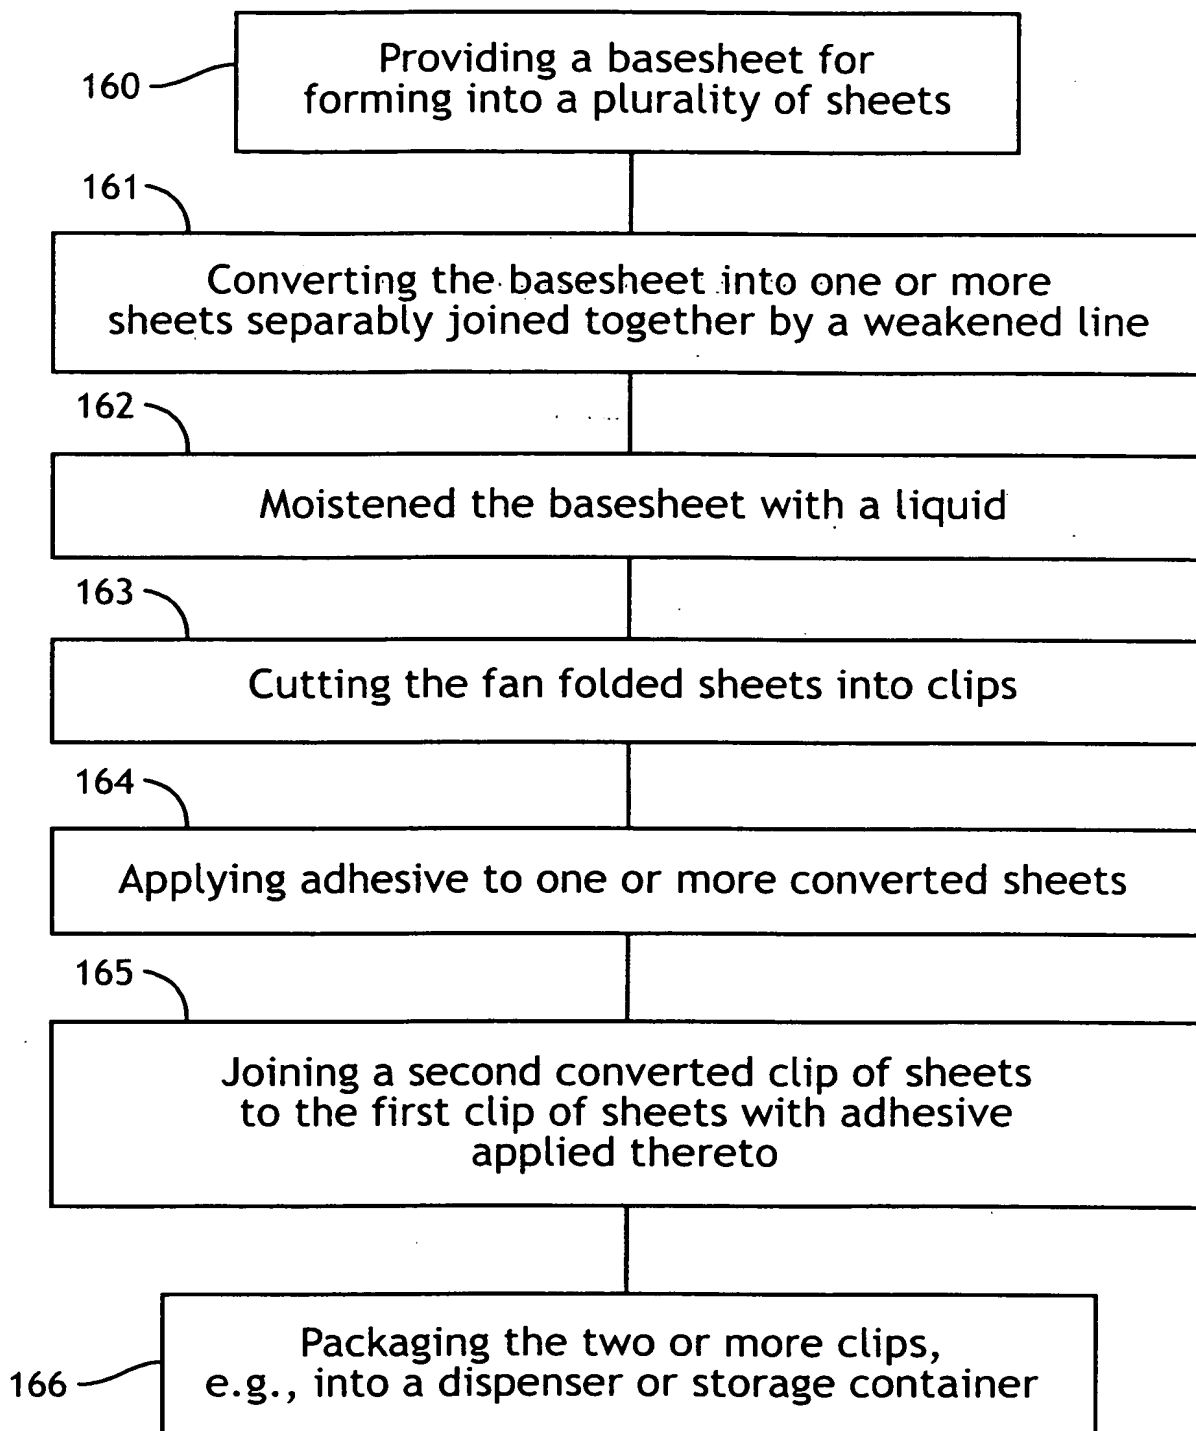 160
Providing a basesheet for
forming into a plurality of sheets
161
Converting the basesheet into one or more
sheets separably joined together by a weakened line
162
Moistened the basesheet with a liquid
163
Cutting the fan folded sheets into clips
164
Applying adhesive to one or more converted sheets
165
Joining a second converted clip of sheets
to the first clip of sheets with adhesive
applied thereto
166
Packaging the two or more clips,
e.g., into a dispenser or storage container